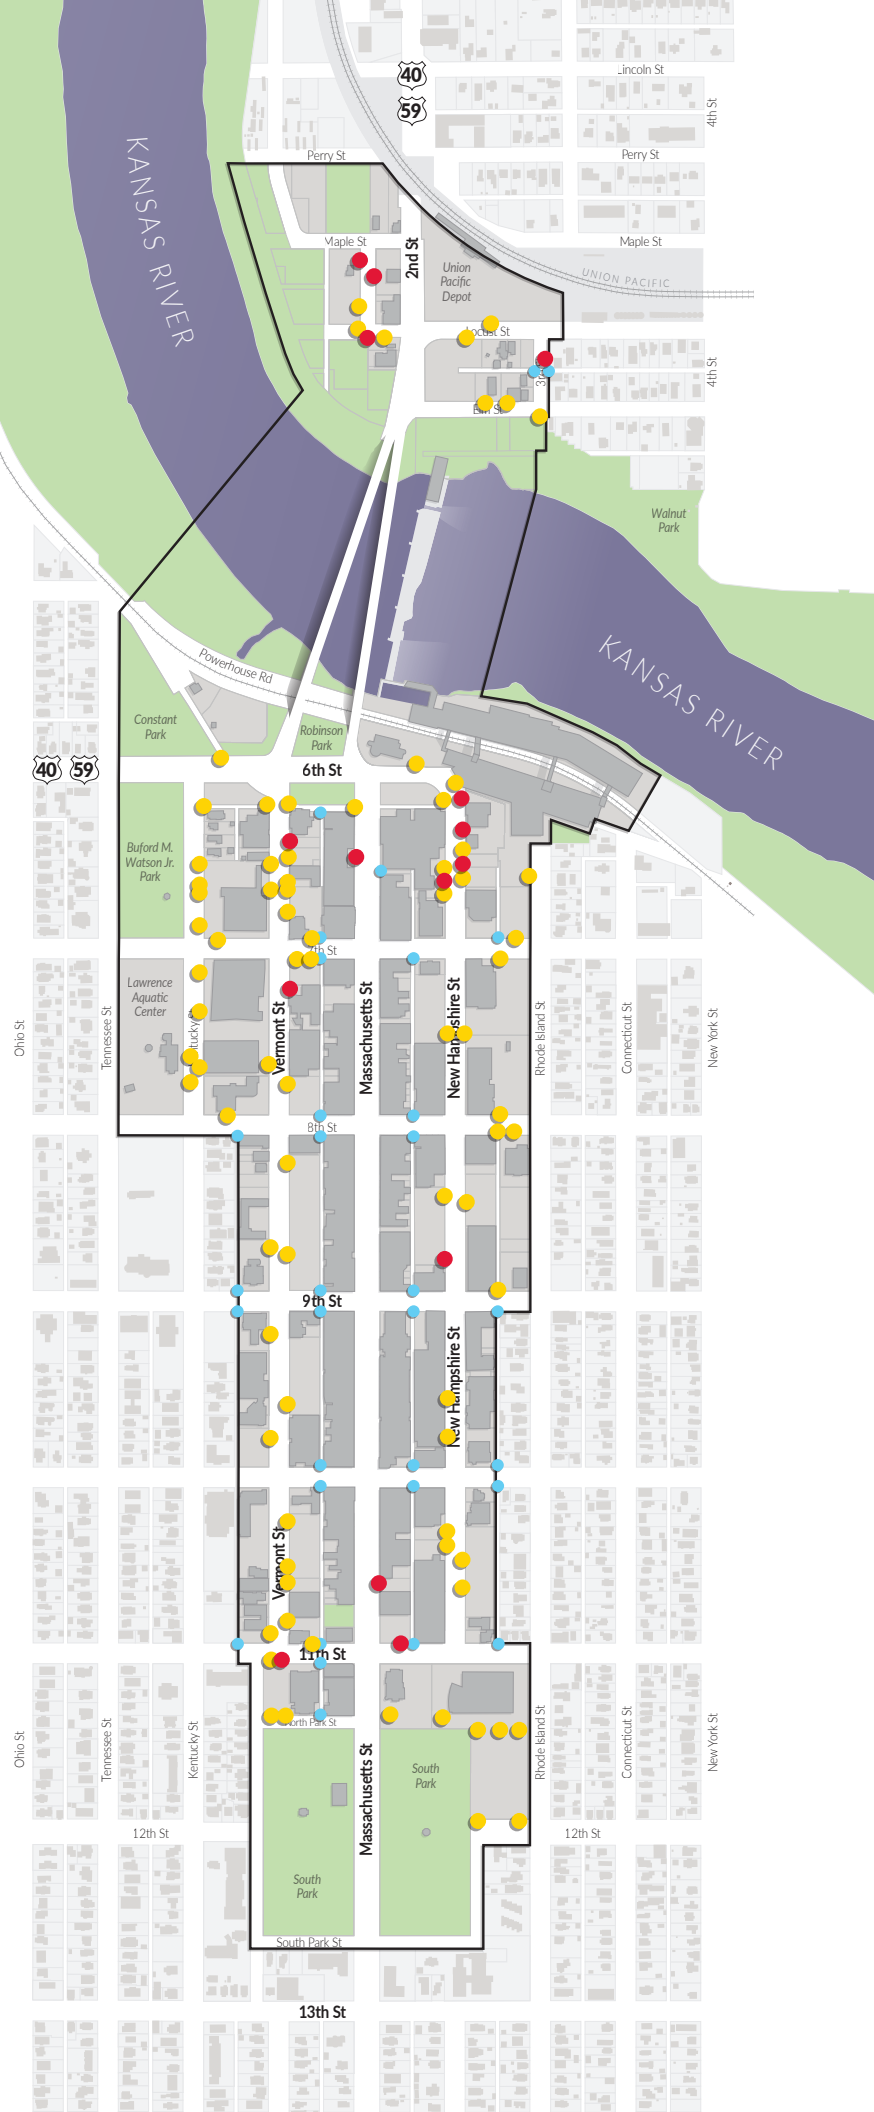 40
59
Lincoln St
4th St
Perry St
Perry St
KANSAS RIVER
Maple St
2nd St
Maple St
Union
Pacific
Depot
UNION PACIFIC
Locust St
4th St
Elm St
Walnut
Park
KANSAS RIVER
Powerhouse Rd
Constant
Park
Robinson
Park
40
59
6th St
Buford M.
Watson Jr.
Park
7th St
Lawrence
Aquatic
Center
Ohio St
Tennessee St
Vermont St
Massachusetts St
New Hampshire St
Rhode Island St
Connecticut St
New York St
8th St
9th St
New Hampshire St
Vermont St
11th St
North Park St
Ohio St
Tennessee St
Kentucky St
Massachusetts St
Rhode Island St
Connecticut St
New York St
South
Park
12th St
12th St
South
Park
South Park St
13th St